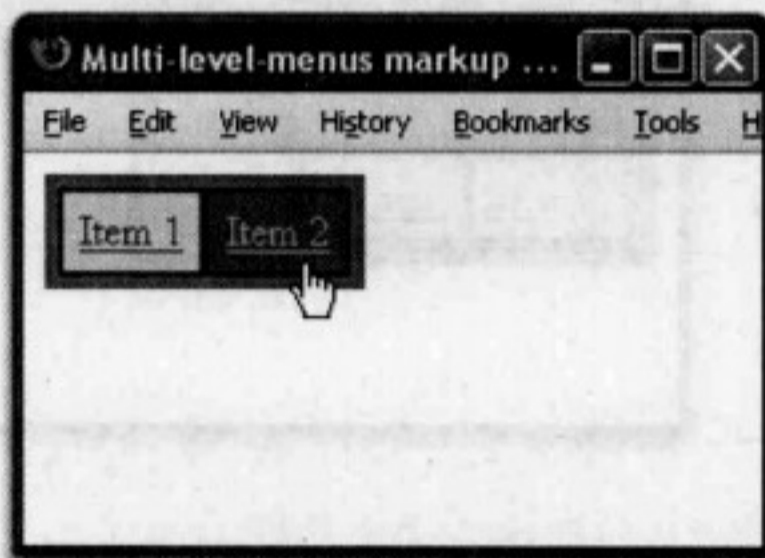 Multi-level-menus markup ...
File Edit View History Bookmarks Tools H
Item 1 Item 2